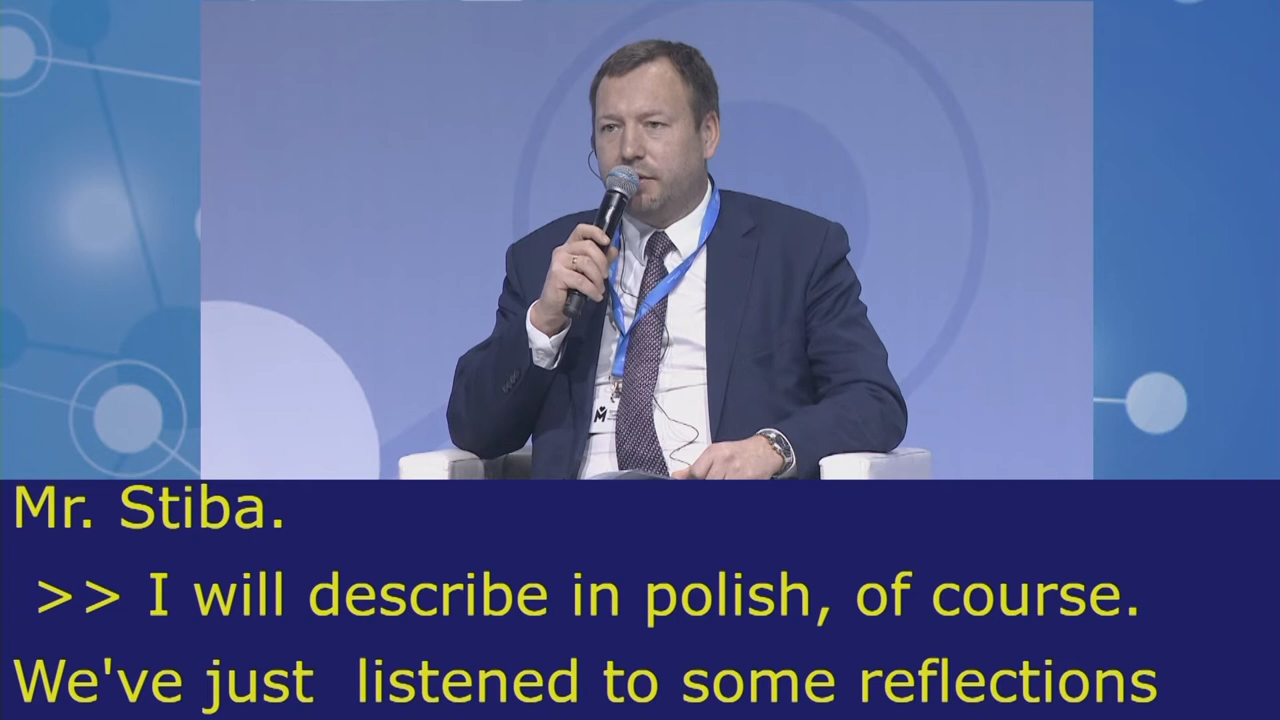 Mr. Stiba.
>> I will describe in polish, of course.
We've just  listened to some reflections